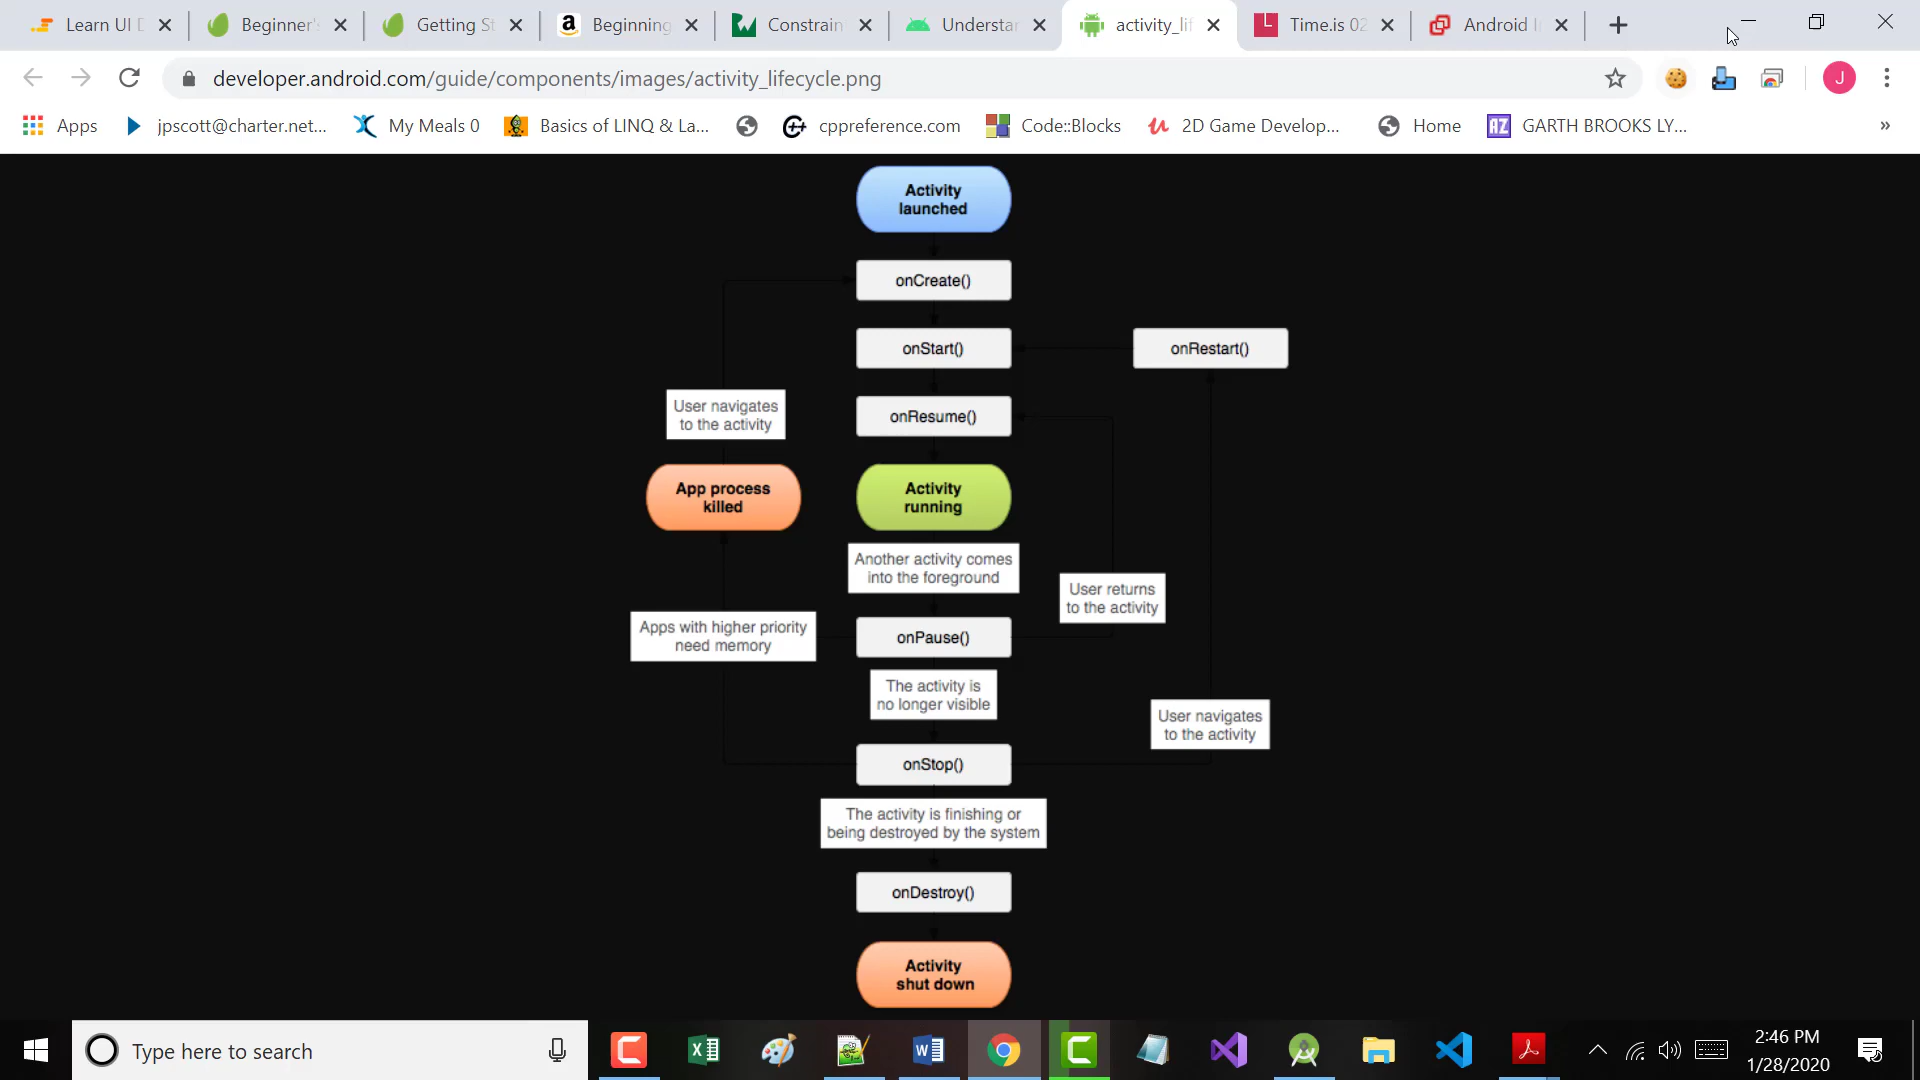 Learn UI D
Beginner's
Getting St
Beginning
Constrain
Understan
activity_lif
Time.is 02
Android I
developer.android.com/guide/components/images/activity_lifecycle.png
J
Apps
jpscott@charter.net...
My Meals 0
Basics of LINQ & La...
cppreference.com
Code::Blocks
2D Game Develop...
Home
AZ
GARTH BROOKS LY...
»
Activity
launched
onCreate()
onStart()
onRestart()
User navigates
to the activity
onResume()
App process
killed
Activity
running
Another activity comes
into the foreground
User returns
to the activity
Apps with higher priority
need memory
onPause()
The activity is
no longer visible
User navigates
to the activity
onStop()
The activity is finishing or
being destroyed by the system
onDestroy()
Activity
shut down
Type here to search
2:46 PM
1/28/2020